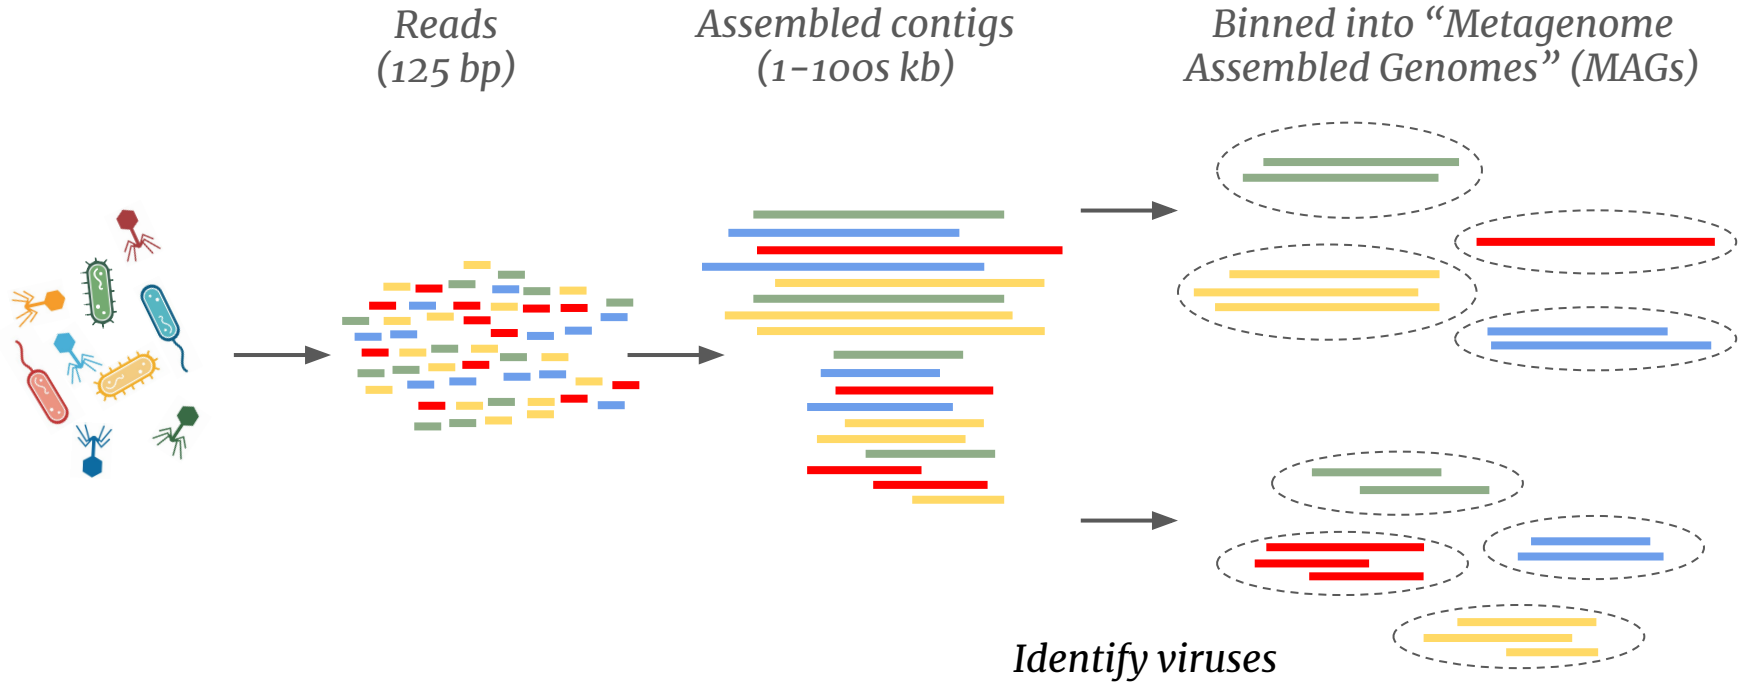 Reads
(125 bp)
Assembled contigs
(1-100s kb)
Binned into “Metagenome
Assembled Genomes” (MAGs)
Identify viruses